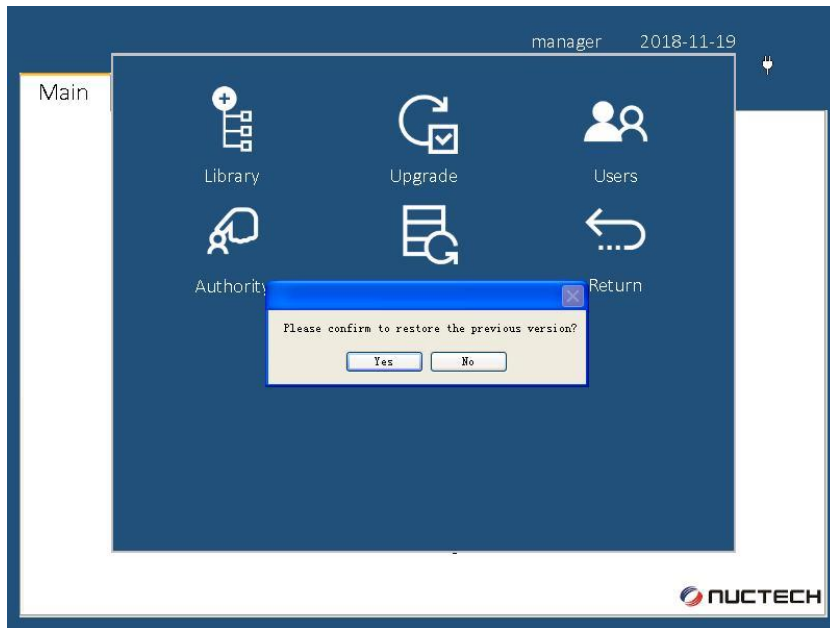 manager 2018-11-19
Main
Library Upgrade Users
Authority Return
Please confirm to restore the previous version?
Yes No
NUCTECH